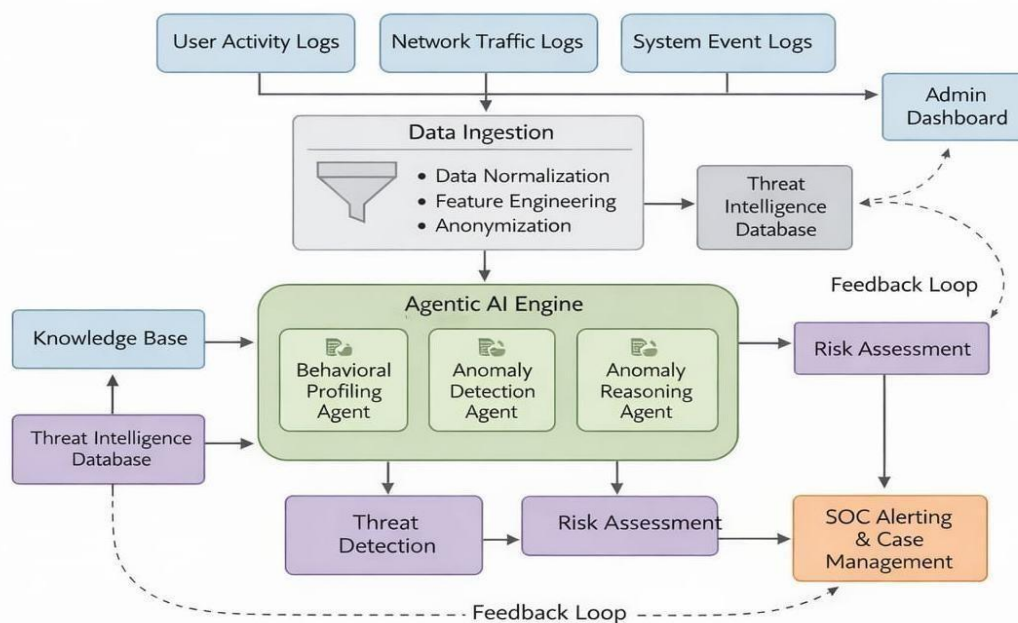 User Activity Logs
Network Traffic Logs
System Event Logs
Admin
Dashboard
Data Ingestion
• Data Normalization
• Feature Engineering
• Anonymization
Threat
Intelligence
Database
Feedback Loop
Agentic AI Engine
Knowledge Base
Behavioral
Profiling
Agent
Anomaly
Detection
Agent
Anomaly
Reasoning
Agent
Risk Assessment
Threat Intelligence
Database
Threat
Detection
Risk Assessment
SOC Alerting
& Case
Management
Feedback Loop